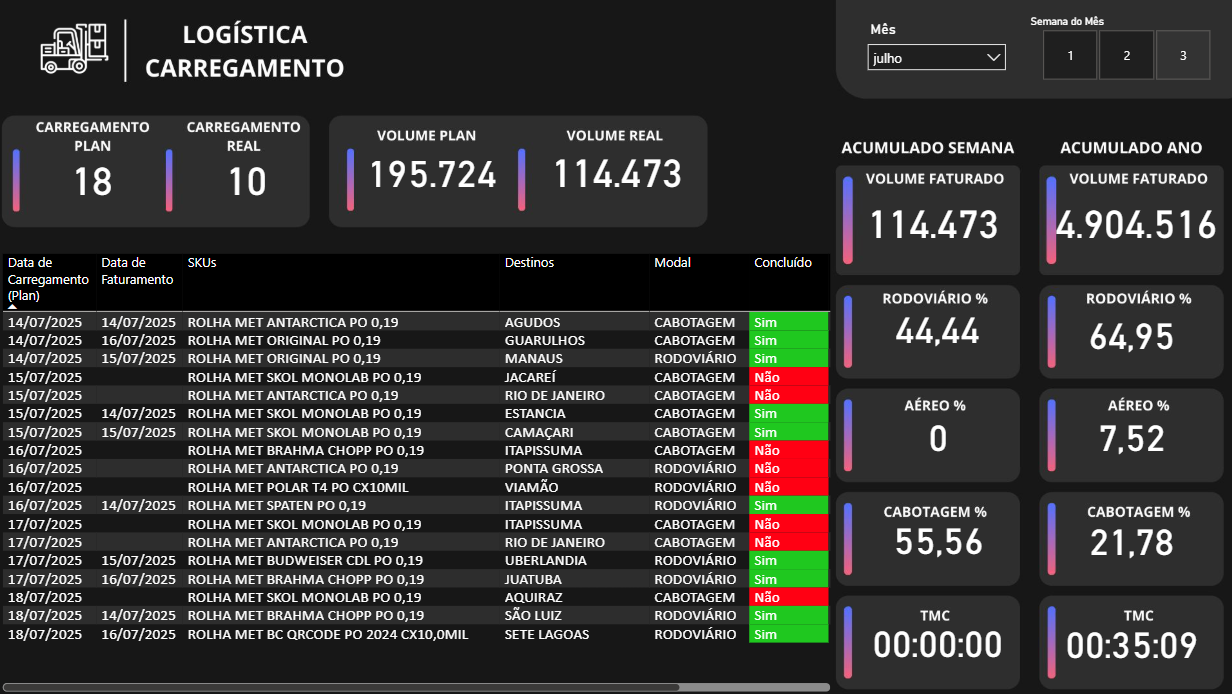 LOGÍSTICA
CARREGAMENTO
Mês
julho
Semana do Mês
1 2 3
CARREGAMENTO
PLAN
18
CARREGAMENTO
REAL
10
VOLUME PLAN
195.724
VOLUME REAL
114.473
Data de
Carregamento
(Plan)
Data de
Faturamento
SKUs
Destinos
Modal
Concluído
14/07/2025 14/07/2025 ROLHA MET ANTARCTICA PO 0,19 AGUDOS CABOTAGEM Sim
14/07/2025 16/07/2025 ROLHA MET ORIGINAL PO 0,19 GUARULHOS CABOTAGEM Sim
14/07/2025 15/07/2025 ROLHA MET ORIGINAL PO 0,19 MANAUS RODOVIÁRIO Sim
15/07/2025 ROLHA MET SKOL MONOLAB PO 0,19 JACAREÍ CABOTAGEM Não
15/07/2025 ROLHA MET ANTARCTICA PO 0,19 RIO DE JANEIRO CABOTAGEM Não
15/07/2025 14/07/2025 ROLHA MET SKOL MONOLAB PO 0,19 ESTANCIA CABOTAGEM Sim
15/07/2025 15/07/2025 ROLHA MET SKOL MONOLAB PO 0,19 CAMAÇARI CABOTAGEM Sim
16/07/2025 ROLHA MET BRAHMA CHOPP PO 0,19 ITAPISSUMA CABOTAGEM Não
16/07/2025 ROLHA MET ANTARCTICA PO 0,19 PONTA GROSSA RODOVIÁRIO Não
16/07/2025 ROLHA MET POLAR T4 PO CX10MIL VIAMÃO RODOVIÁRIO Não
16/07/2025 14/07/2025 ROLHA MET SPATEN PO 0,19 ITAPISSUMA RODOVIÁRIO Sim
17/07/2025 ROLHA MET SKOL MONOLAB PO 0,19 ITAPISSUMA CABOTAGEM Não
17/07/2025 ROLHA MET ANTARCTICA PO 0,19 RIO DE JANEIRO CABOTAGEM Não
17/07/2025 15/07/2025 ROLHA MET BUDWEISER CDL PO 0,19 UBERLANDIA RODOVIÁRIO Sim
17/07/2025 16/07/2025 ROLHA MET BRAHMA CHOPP PO 0,19 JUATUBA RODOVIÁRIO Sim
18/07/2025 ROLHA MET SKOL MONOLAB PO 0,19 AQUIRAZ CABOTAGEM Não
18/07/2025 14/07/2025 ROLHA MET BRAHMA CHOPP PO 0,19 SÃO LUIZ RODOVIÁRIO Sim
18/07/2025 16/07/2025 ROLHA MET BC QRCODE PO 2024 CX10,0MIL SETE LAGOAS RODOVIÁRIO Sim
ACUMULADO SEMANA
VOLUME FATURADO
114.473
RODOVIÁRIO %
44,44
AÉREO %
0
CABOTAGEM %
55,56
TMC
00:00:00
ACUMULADO ANO
VOLUME FATURADO
4.904.516
RODOVIÁRIO %
64,95
AÉREO %
7,52
CABOTAGEM %
21,78
TMC
00:35:09